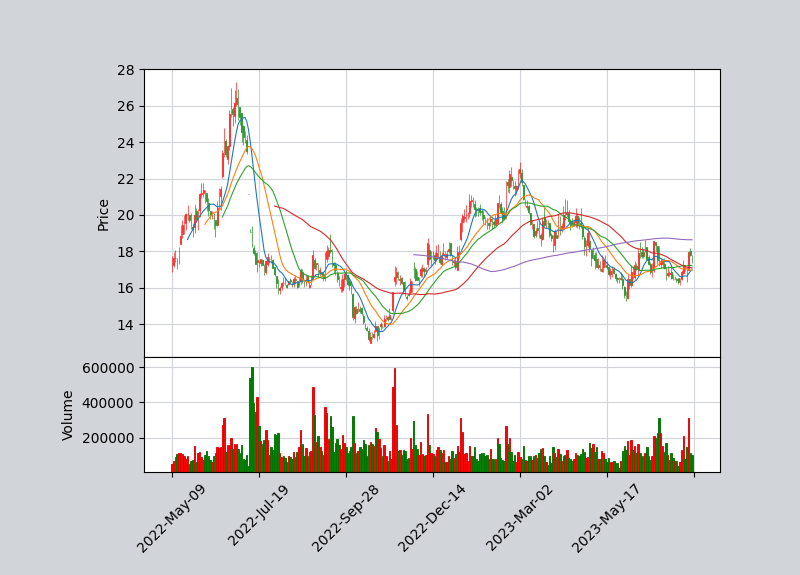 28
26
24
22
20
18
16
14
Price
600000
400000
200000
Volume
2022-May-09
2022-Jul-19
2022-Sep-28
2022-Dec-14
2023-Mar-02
2023-May-17